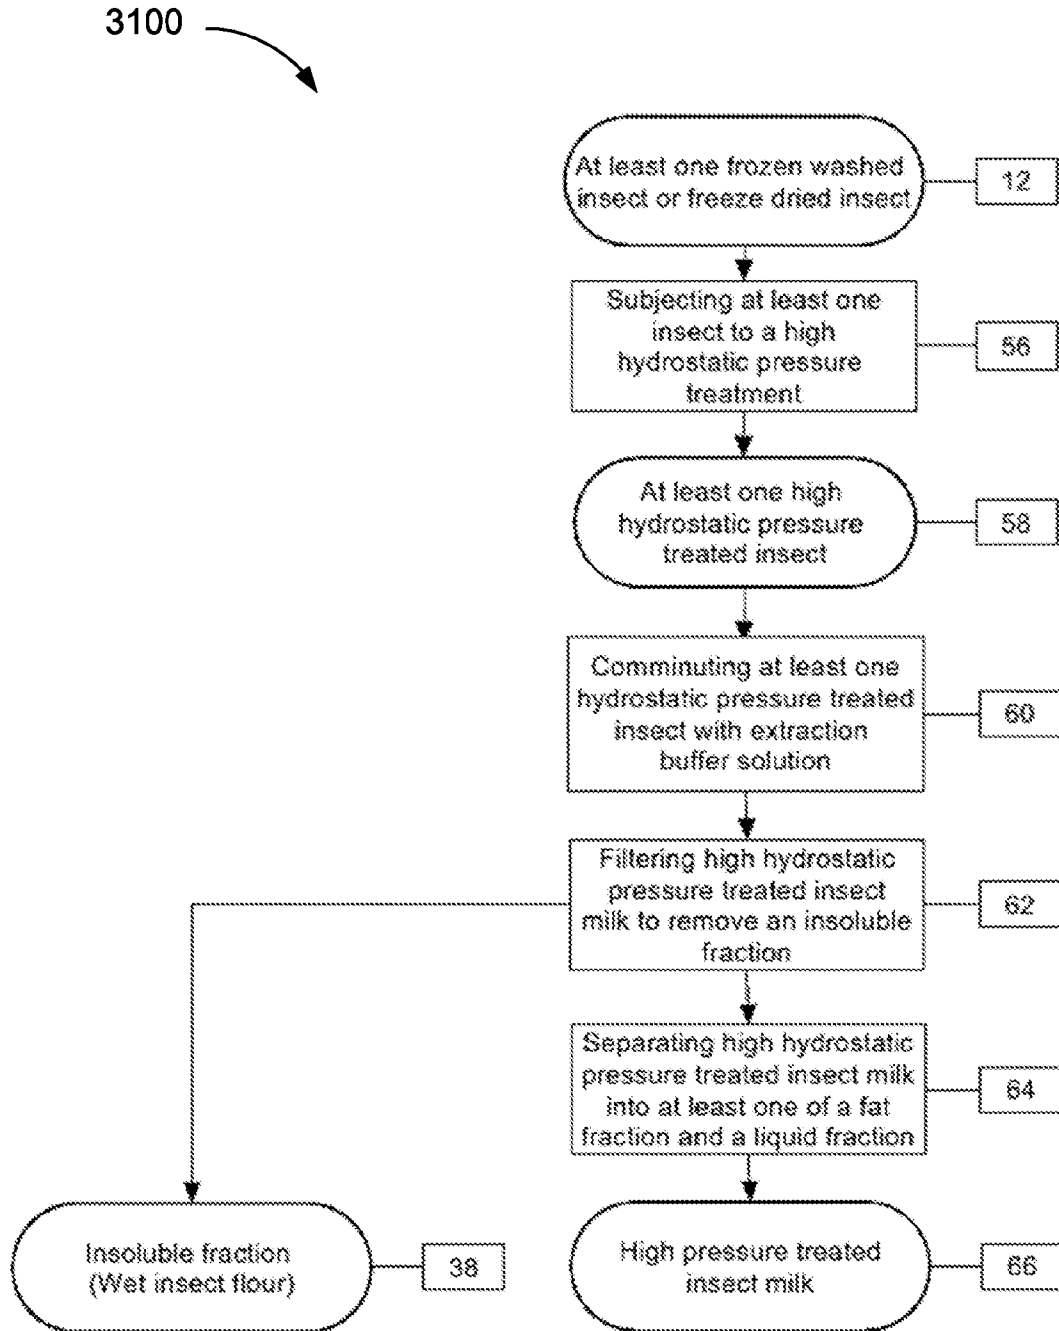 3100
At least one frozen washed
insect or freeze dried insect
12
Subjecting at least one
insect to a high
hydrostatic pressure
treatment
56
At least one high
hydrostatic pressure
treated insect
58
Comminuting at least one
hydrostatic pressure treated
insect with extraction
buffer solution
60
Filtering high hydrostatic
pressure treated insect
milk to remove an insoluble
fraction
62
Separating high hydrostatic
pressure treated insect milk
into at least one of a fat
fraction and a liquid fraction
64
Insoluble fraction
(Wet insect flour)
38
High pressure treated
insect milk
66